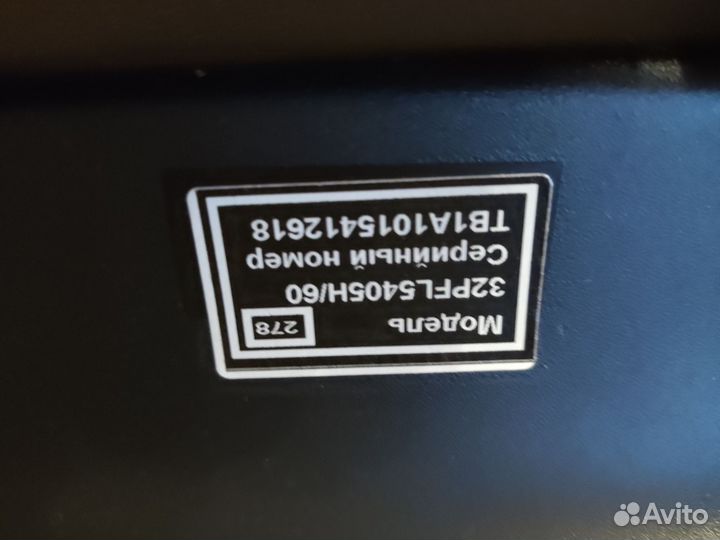 Модель 278
32PFL5405H/60
Серийный номер
TB1A1015412618
Avito